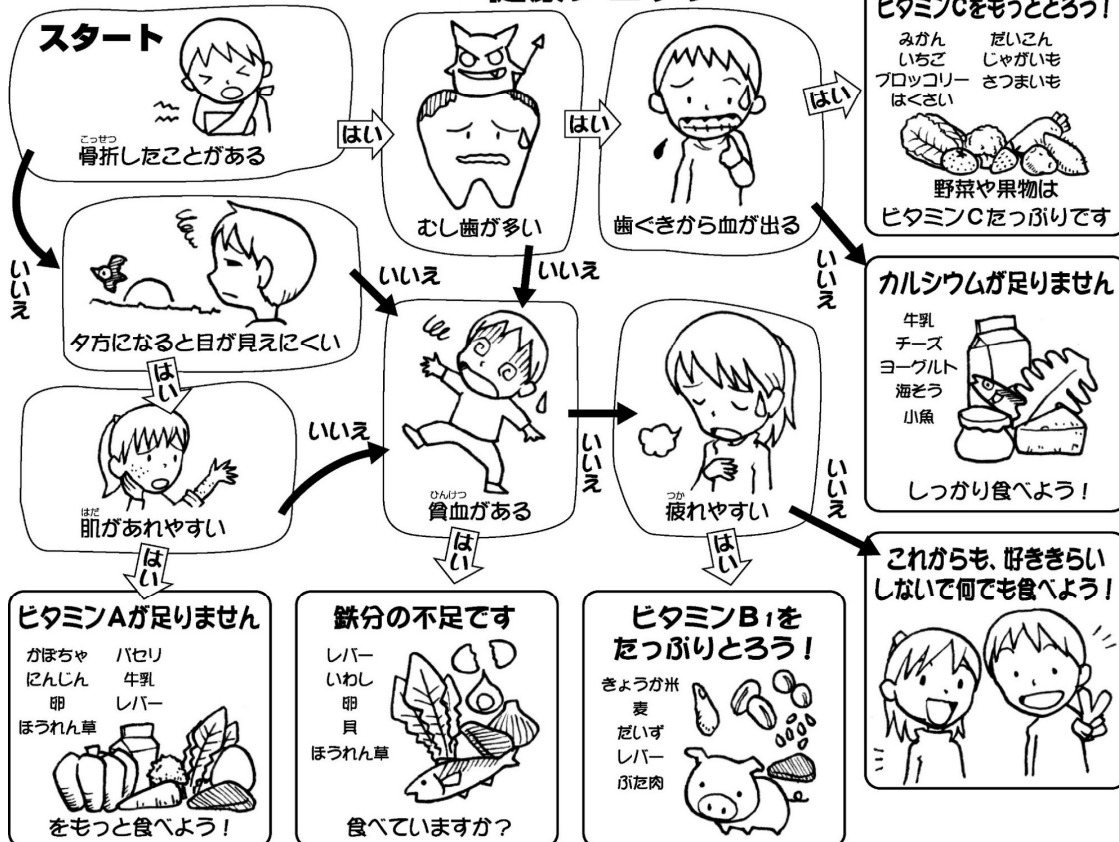 スタート
こっせつ
骨折したことがある
はい
むし歯が多い
はい
歯ぐきから血が出る
はい
ビタミンCをもっととろう!
みかん
だいこん
いちご
じゃがいも
ブロッコリー
さつまいも
はくさい
野菜や果物は
ビタミンCたっぷりです
いいえ
夕方になると目が見えにくい
いいえ
いいえ
いいえ
カルシウムが足りません
牛乳
チーズ
ヨーグルト
海そう
小魚
しっかり食べよう!
はい
はだ
肌があれやすい
いいえ
ひんけつ
貧血がある
いいえ
つか
疲れやすい
いいえ
はい
はい
はい
これからも、好ききらい
しないで何でも食べよう!
ビタミンAが足りません
かぼちゃ
パセリ
にんじん
牛乳
卵
レバー
ほうれん草
をもっと食べよう!
鉄分の不足です
レバー
いわし
卵
貝
ほうれん草
食べていますか?
ビタミンB1を
たっぷりとろう!
きょうか米
麦
だいず
レバー
ぶた肉